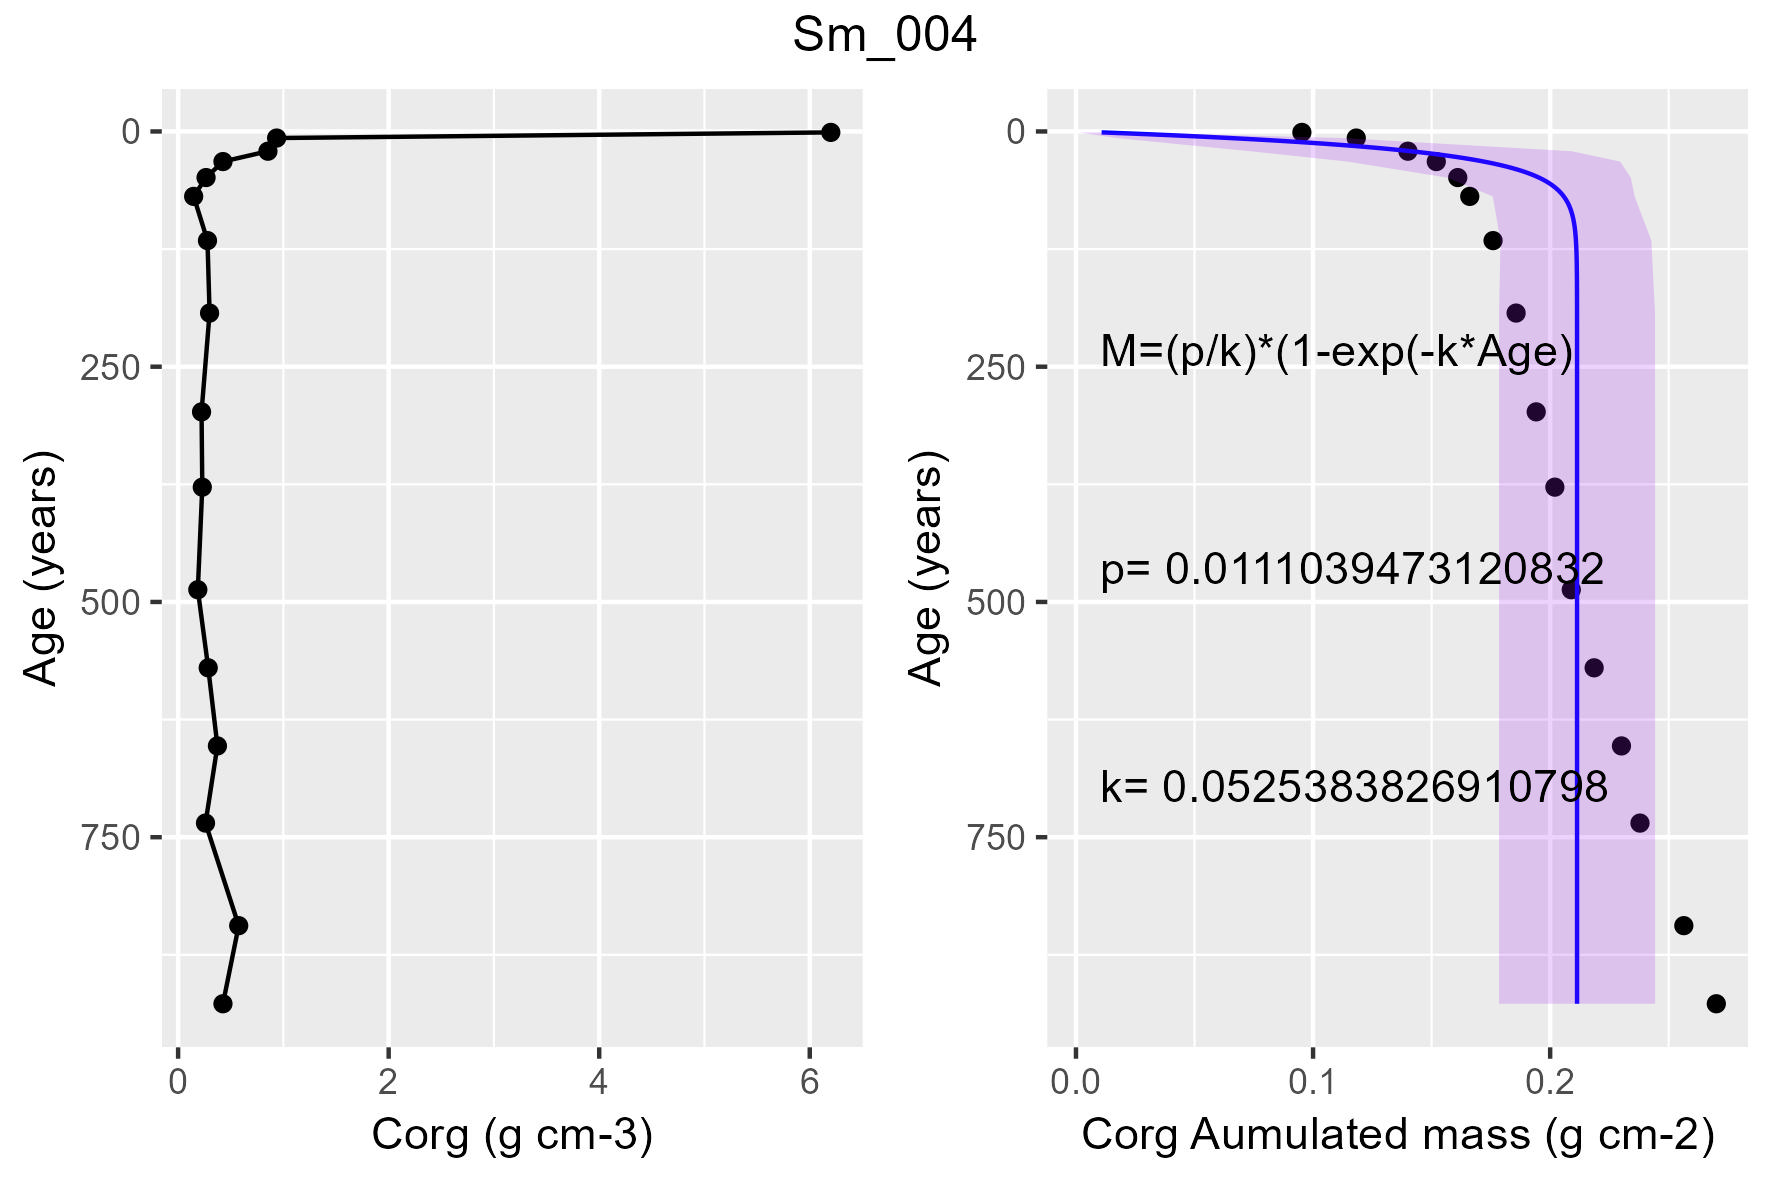 Sm_004
0
250
500
750
Age (years)
0
2
4
6
Corg (g cm-3)
0
250
500
750
Age (years)
M=(p/k)*(1-exp(-k*Age)
p= 0.0111039473120832
k= 0.0525383826910798
0.0
0.1
0.2
Corg Aumulated mass (g cm-2)